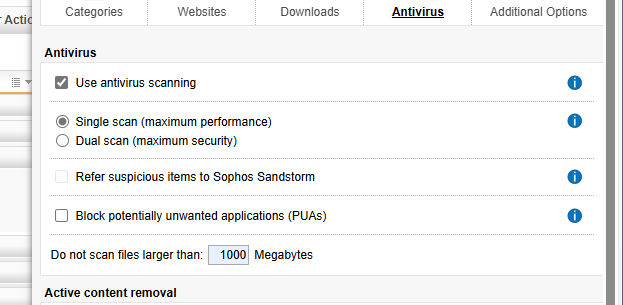 Categories Websites Downloads Antivirus Additional Options
Antivirus
Use antivirus scanning
Single scan (maximum performance)
Dual scan (maximum security)
Refer suspicious items to Sophos Sandstorm
Block potentially unwanted applications (PUAs)
Do not scan files larger than: 1000 Megabytes
Active content removal